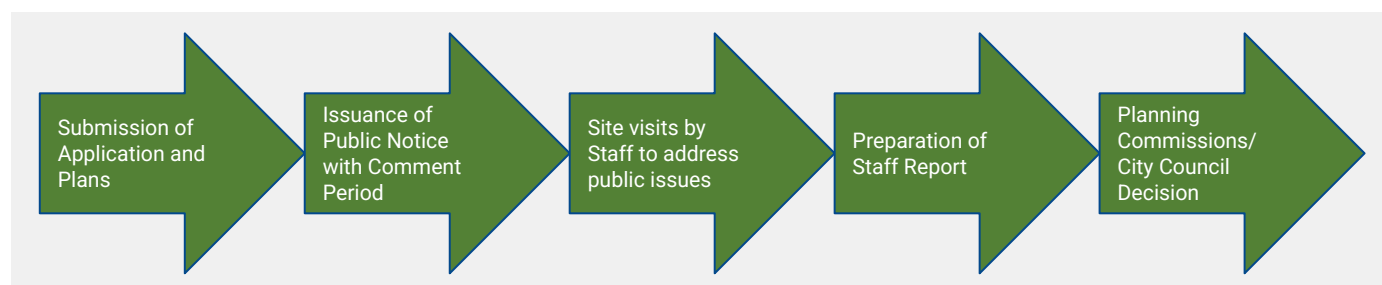 Submission of
Application and
Plans
Issuance of
Public Notice
with Comment
Period
Site visits by
Staff to address
public issues
Preparation of
Staff Report
Planning
Commissions/
City Council
Decision